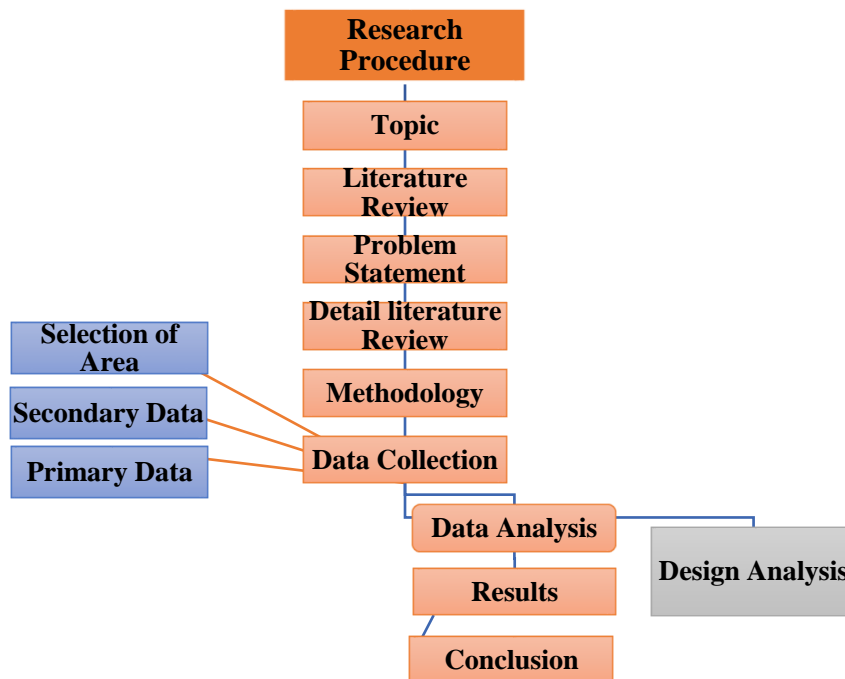 Research
Procedure
Topic
Literature
Review
Problem
Statement
Detail literature
Review
Selection of
Area
Methodology
Secondary Data
Data Collection
Primary Data
Data Analysis
Design Analysis
Results
Conclusion